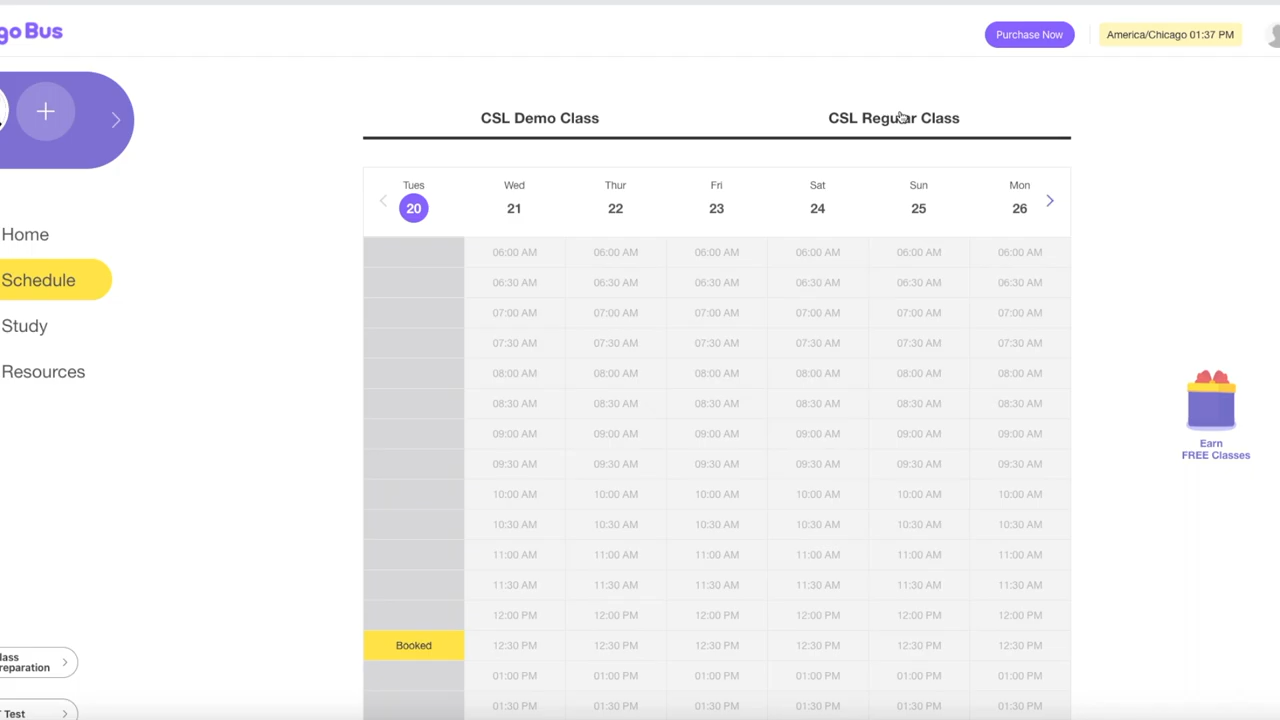 go Bus
Purchase Now
America/Chicago 01:37 PM
CSL Demo Class
CSL Regular Class
Tues Wed Thur Fri Sat Sun Mon
20 21 22 23 24 25 26
Home
Schedule
Study
Resources
06:00 AM 06:00 AM 06:00 AM 06:00 AM 06:00 AM 06:00 AM
06:30 AM 06:30 AM 06:30 AM 06:30 AM 06:30 AM 06:30 AM
07:00 AM 07:00 AM 07:00 AM 07:00 AM 07:00 AM 07:00 AM
07:30 AM 07:30 AM 07:30 AM 07:30 AM 07:30 AM 07:30 AM
08:00 AM 08:00 AM 08:00 AM 08:00 AM 08:00 AM 08:00 AM
08:30 AM 08:30 AM 08:30 AM 08:30 AM 08:30 AM 08:30 AM
09:00 AM 09:00 AM 09:00 AM 09:00 AM 09:00 AM 09:00 AM
09:30 AM 09:30 AM 09:30 AM 09:30 AM 09:30 AM 09:30 AM
10:00 AM 10:00 AM 10:00 AM 10:00 AM 10:00 AM 10:00 AM
10:30 AM 10:30 AM 10:30 AM 10:30 AM 10:30 AM 10:30 AM
11:00 AM 11:00 AM 11:00 AM 11:00 AM 11:00 AM 11:00 AM
11:30 AM 11:30 AM 11:30 AM 11:30 AM 11:30 AM 11:30 AM
12:00 PM 12:00 PM 12:00 PM 12:00 PM 12:00 PM 12:00 PM
Booked 12:30 PM 12:30 PM 12:30 PM 12:30 PM 12:30 PM 12:30 PM
01:00 PM 01:00 PM 01:00 PM 01:00 PM 01:00 PM 01:00 PM
01:30 PM 01:30 PM 01:30 PM 01:30 PM 01:30 PM 01:30 PM
Earn
FREE Classes
lass
reparation
Test